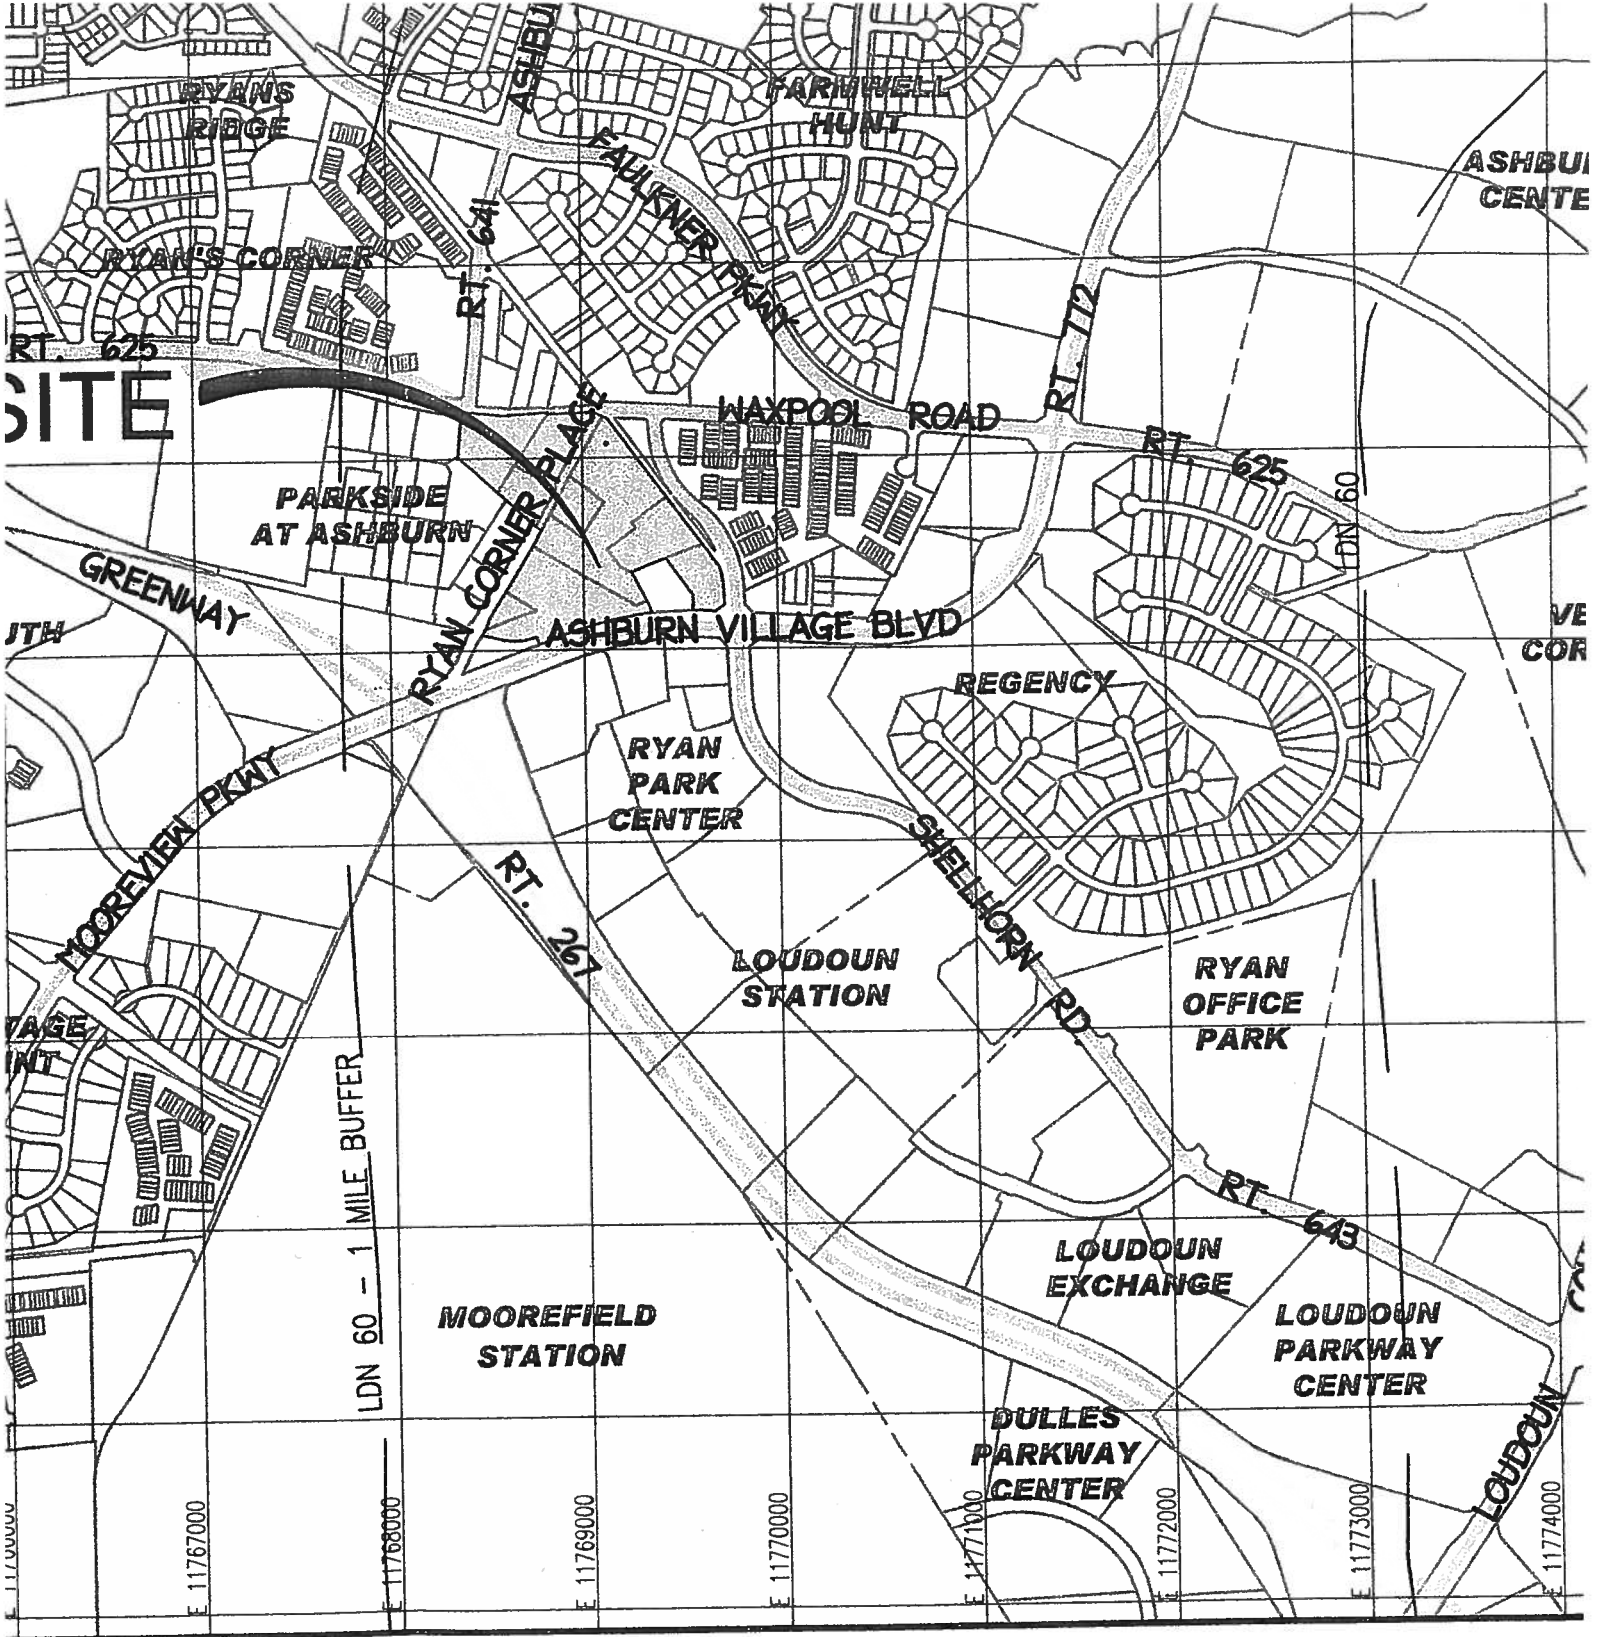 RYANS
RIDGE
FARMWELL
HUNT
FAULKNER PKWY
RT. 641
RYAN'S CORNER
RT. 772
RT. 625
SITE
WAXPOOL ROAD
RT. 625
LDN 60
PARKSIDE
AT ASHBURN
RYAN CORNER PLACE
GREENWAY
ASHBURN VILLAGE BLVD
REGENCY
RYAN
PARK
CENTER
MOOREVIEW PKWY
SHELLHORN RD.
RT. 267
LOUDOUN
STATION
RYAN
OFFICE
PARK
LDN 60 - 1 MILE BUFFER
RT. 643
LOUDOUN
EXCHANGE
MOOREFIELD
STATION
LOUDOUN
PARKWAY
CENTER
DULLES
PARKWAY
CENTER
LOUDOUN
E 11767000
E 11768000
E 11769000
E 11770000
E 11771000
E 11772000
E 11773000
E 11774000